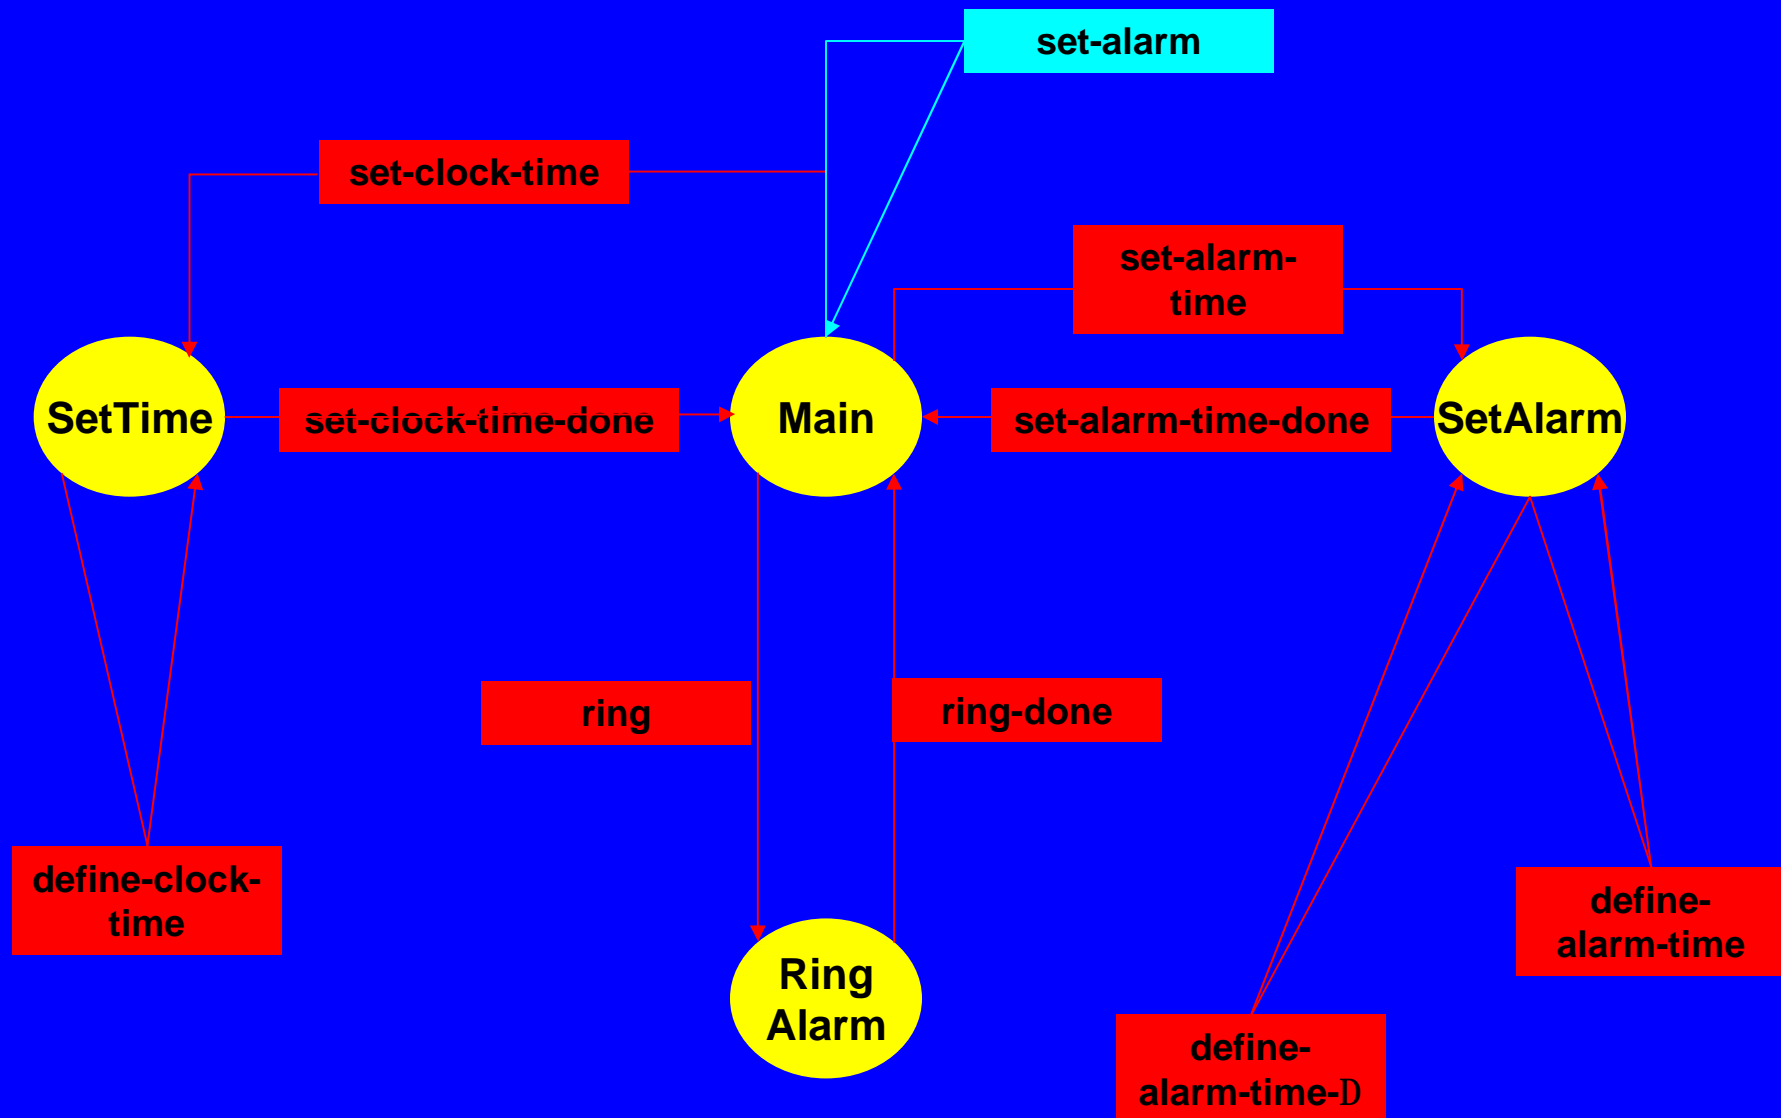 set-alarm
set-clock-time
set-alarm-
time
SetTime
set-clock-time-done
Main
set-alarm-time-done
SetAlarm
ring
ring-done
define-clock-
time
define-
alarm-time
Ring
Alarm
define-
alarm-time-D